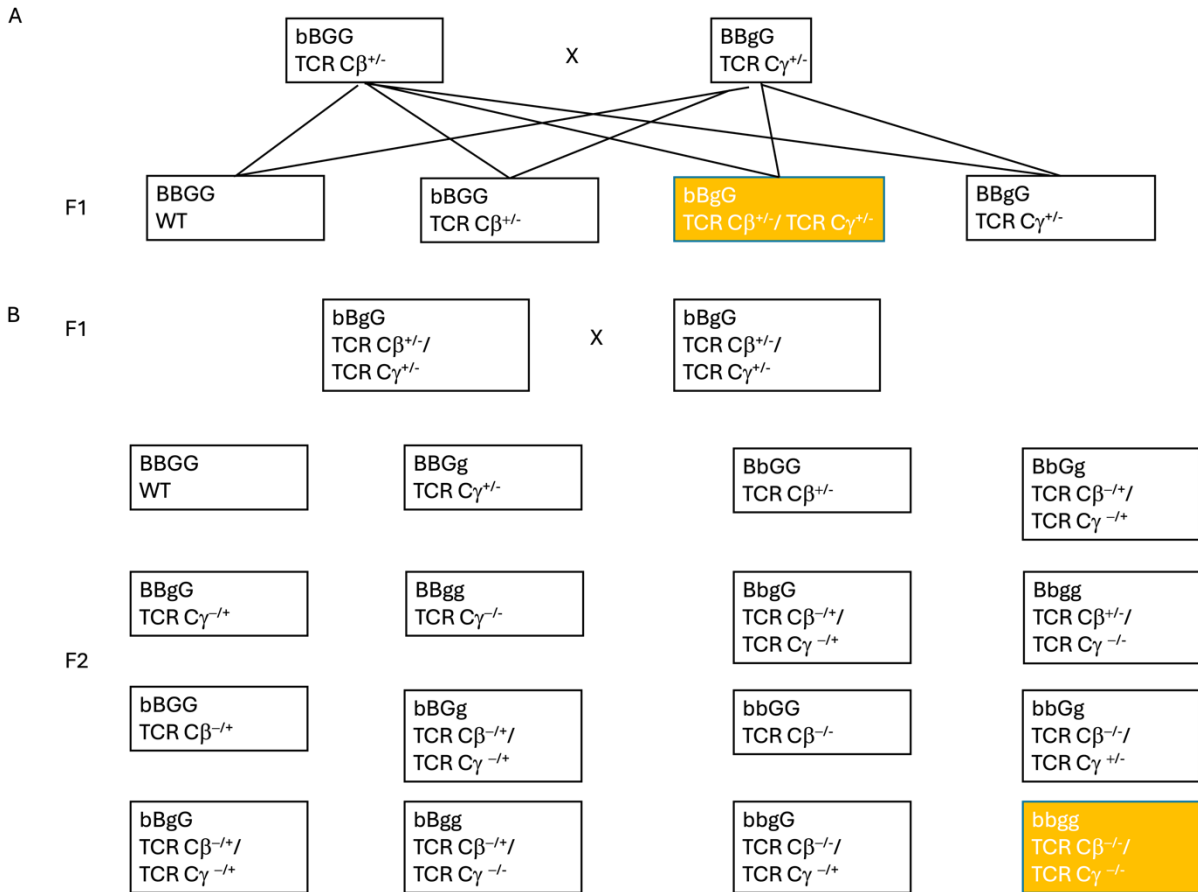 A
bBGG
TCR Cβ+/-
X
BBgG
TCR Cγ+/-
F1
BBGG
WT
bBGG
TCR Cβ+/-
bBgG
TCR Cβ+/-/ TCR Cγ+/-
BBgG
TCR Cγ+/-
B
F1
bBgG
TCR Cβ+/-/
TCR Cγ+/-
X
bBgG
TCR Cβ+/-/
TCR Cγ+/-
F2
BBGG
WT
BBGg
TCR Cγ+/-
BbGG
TCR Cβ+/-
BbGg
TCR Cβ−/+/
TCR Cγ −/+
BBgG
TCR Cγ−/+
BBgg
TCR Cγ−/-
BbgG
TCR Cβ−/+/
TCR Cγ −/+
Bbgg
TCR Cβ+/-/
TCR Cγ −/-
bBGG
TCR Cβ−/+
bBGg
TCR Cβ−/+/
TCR Cγ −/+
bbGG
TCR Cβ−/-
bbGg
TCR Cβ−/-/
TCR Cγ +/-
bBgG
TCR Cβ−/+/
TCR Cγ −/+
bBgg
TCR Cβ−/+/
TCR Cγ −/-
bbgG
TCR Cβ−/-/
TCR Cγ −/+
bbgg
TCR Cβ−/-/
TCR Cγ −/-